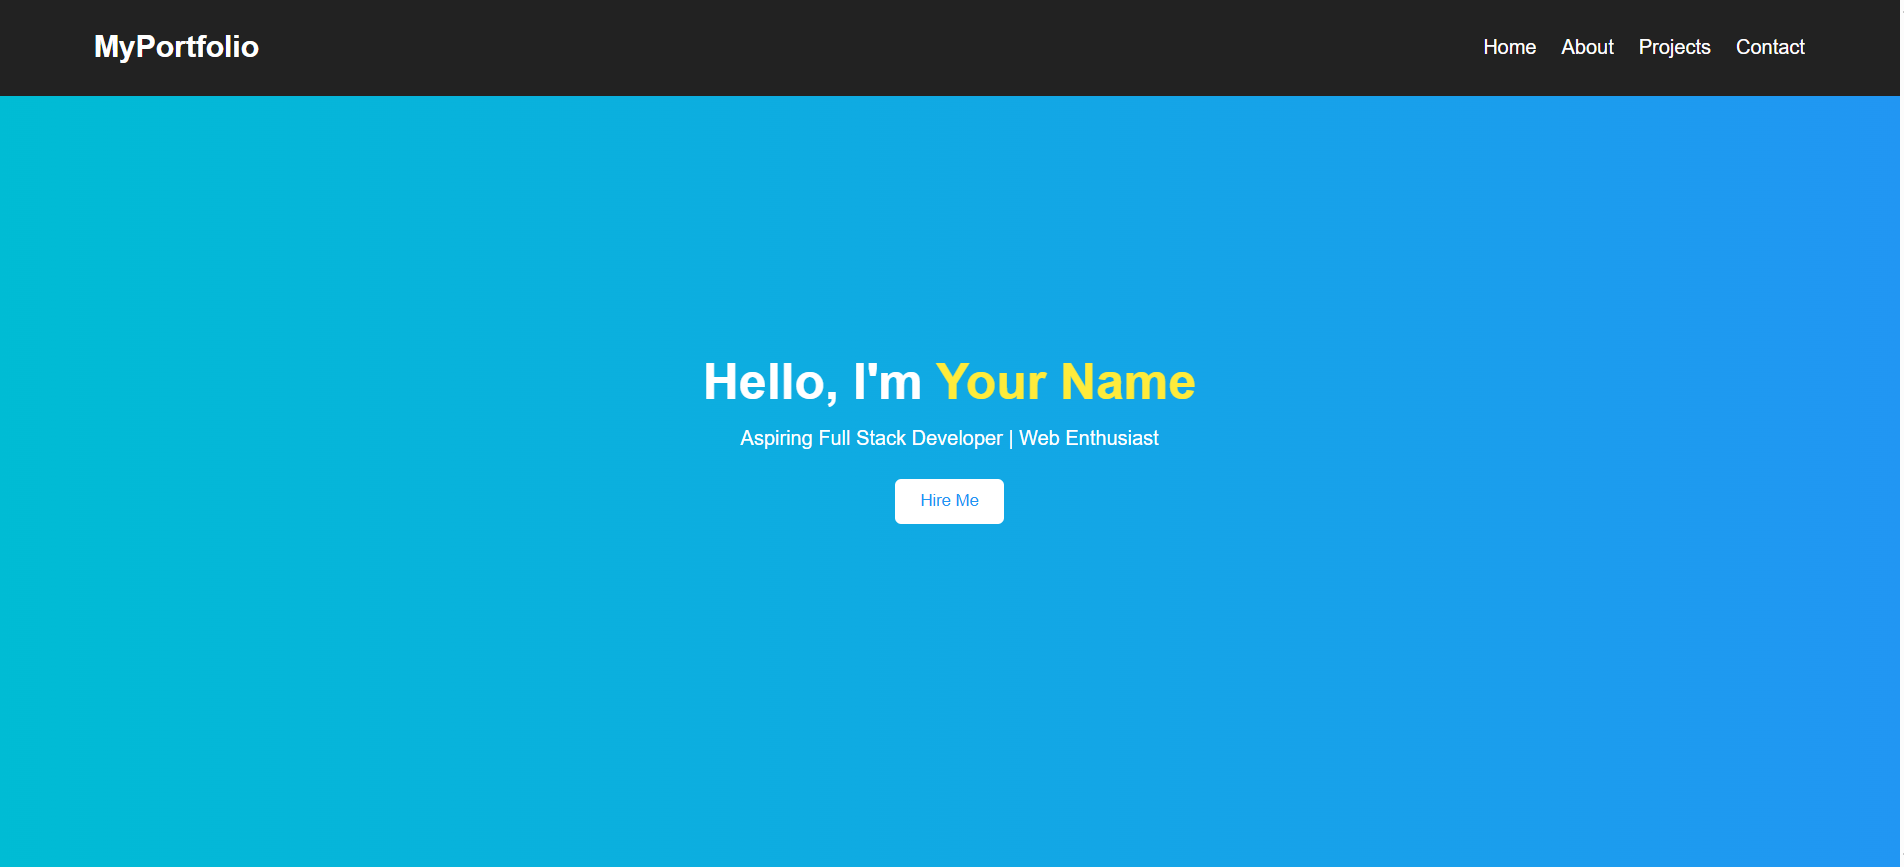 MyPortfolio
Home About Projects Contact
Hello, I'm Your Name
Aspiring Full Stack Developer | Web Enthusiast
Hire Me